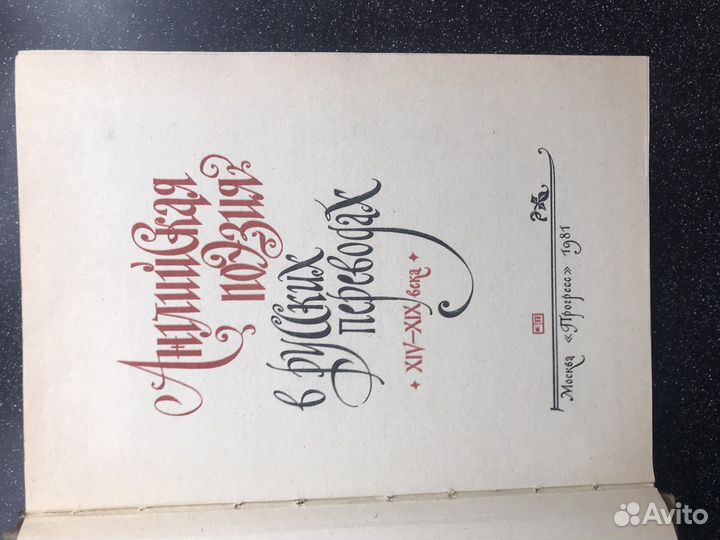 Английская
поэзия
в русских
переводах
XIV–XIX века
Москва «Прогресс» 1981
Avito